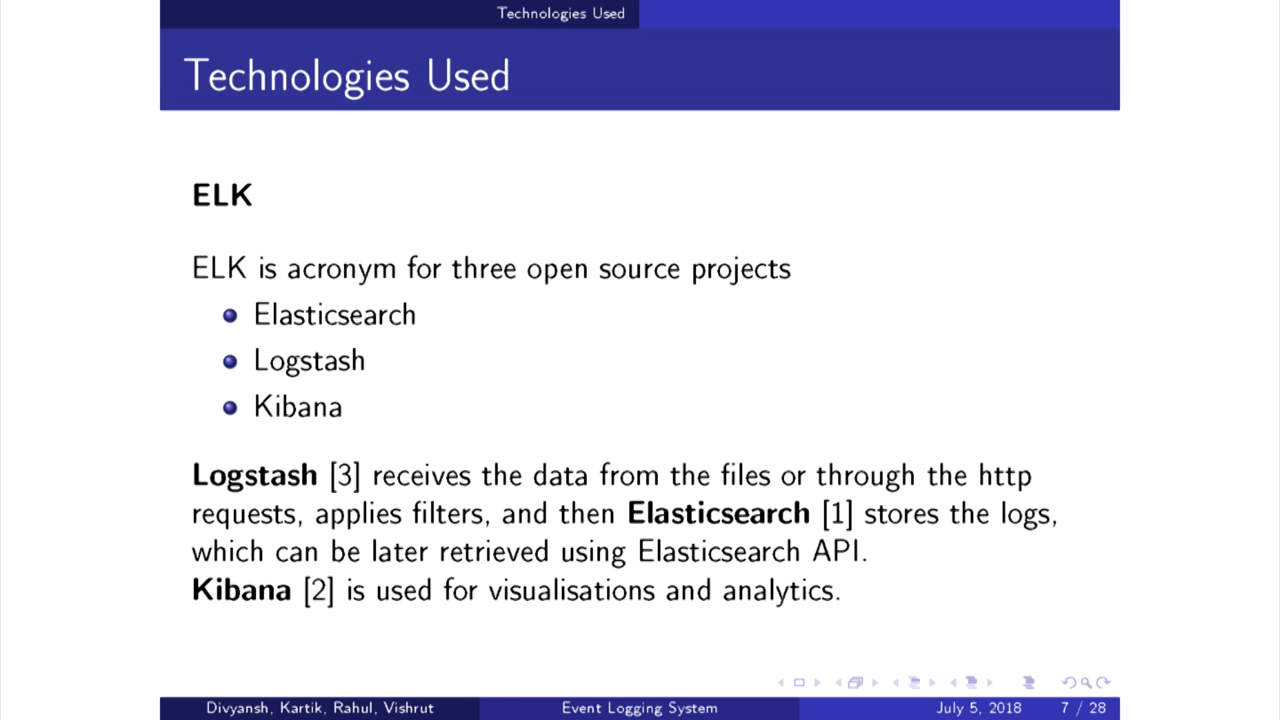 Technologies Used
Technologies Used
ELK
ELK is acronym for three open source projects
Elasticsearch
Logstash
Kibana
Logstash [3] receives the data from the files or through the http
requests, applies filters, and then Elasticsearch [1] stores the logs,
which can be later retrieved using Elasticsearch API.
Kibana [2] is used for visualisations and analytics.
Divyansh, Kartik, Rahul, Vishrut Event Logging System July 5, 2018 7 / 28